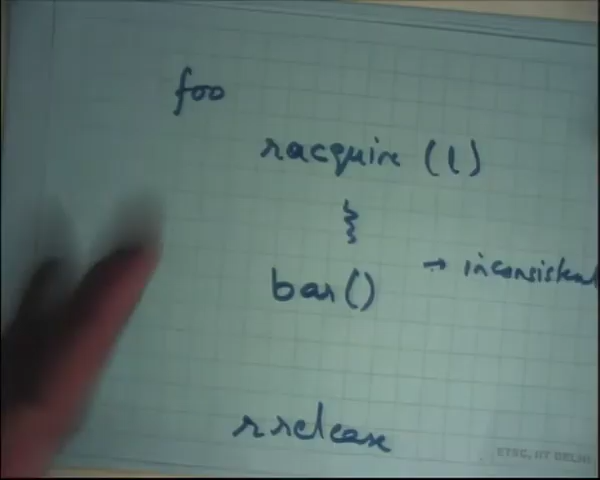 foo
racquire (l)
bar()
→ inconsistent
rrelease
ETSC, IIT DELHI